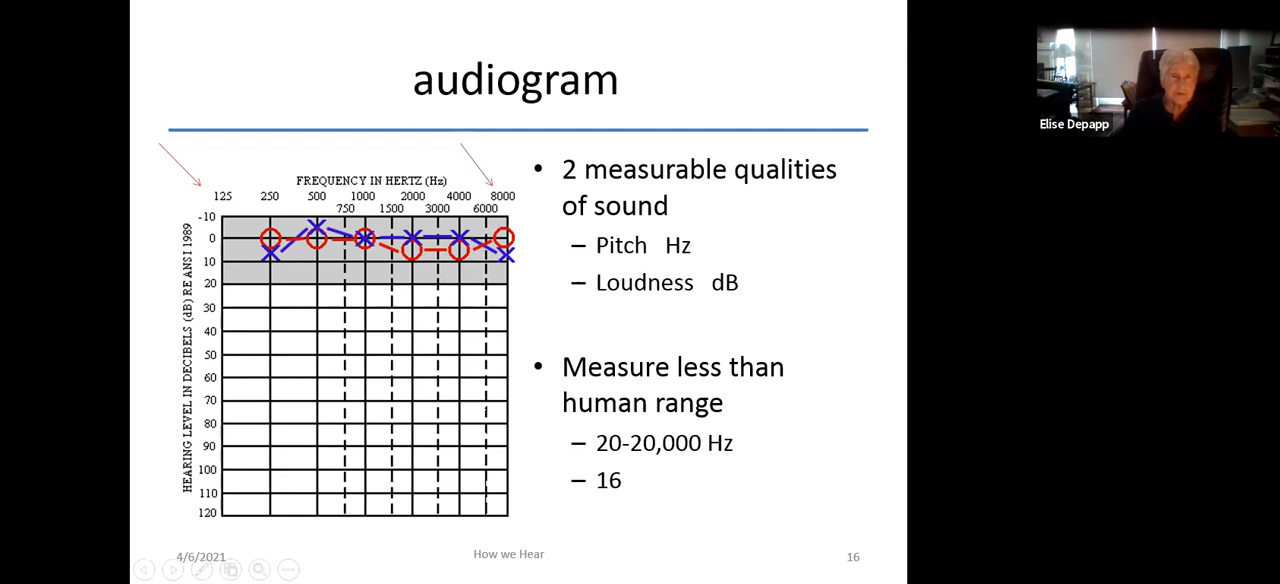 audiogram
FREQUENCY IN HERTZ (Hz)
125 250 500 1000 2000 4000 8000
750 1500 3000 6000
HEARING LEVEL IN DECIBELS (dB) RE ANSI 1989
-10
0
10
20
30
40
50
60
70
80
90
100
110
120
• 2 measurable qualities
of sound
– Pitch Hz
– Loudness dB
• Measure less than
human range
– 20-20,000 Hz
– 16
4/6/2021
How we Hear
16
Elise Depapp